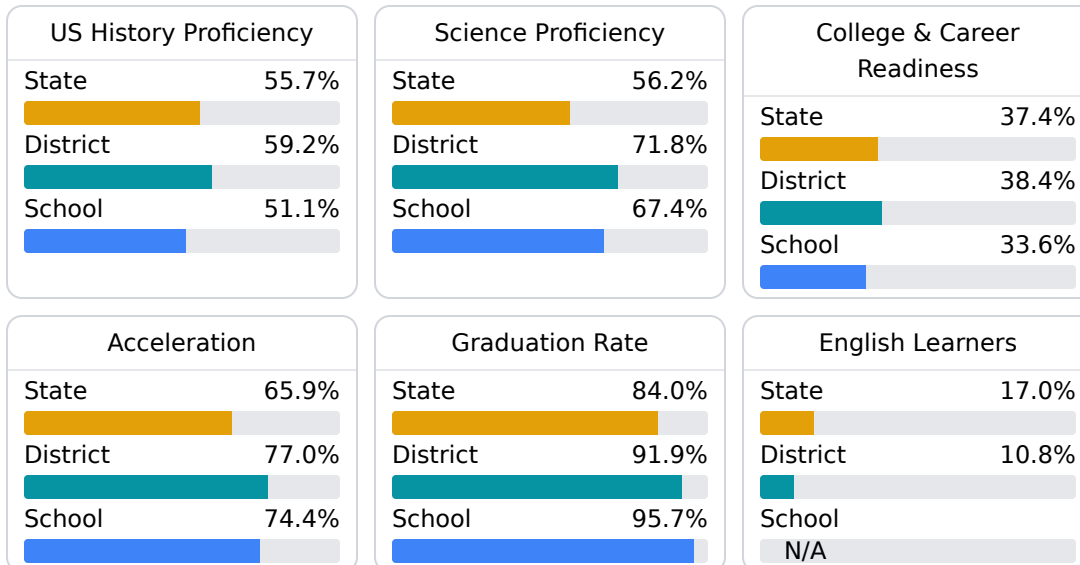 US History Proficiency
State 55.7%
District 59.2%
School 51.1%
Science Proficiency
State 56.2%
District 71.8%
School 67.4%
College & Career
Readiness
State 37.4%
District 38.4%
School 33.6%
Acceleration
State 65.9%
District 77.0%
School 74.4%
Graduation Rate
State 84.0%
District 91.9%
School 95.7%
English Learners
State 17.0%
District 10.8%
School
N/A